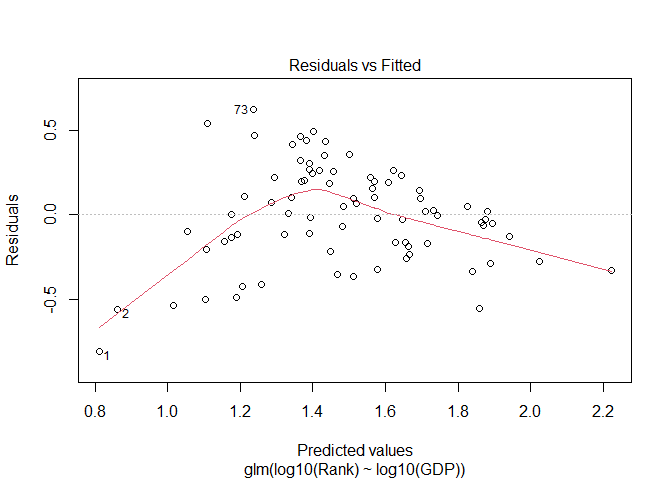 Residuals vs Fitted
Residuals
0.5
0.0
-0.5
73
2
1
0.8 1.0 1.2 1.4 1.6 1.8 2.0 2.2
Predicted values
glm(log10(Rank) ~ log10(GDP))